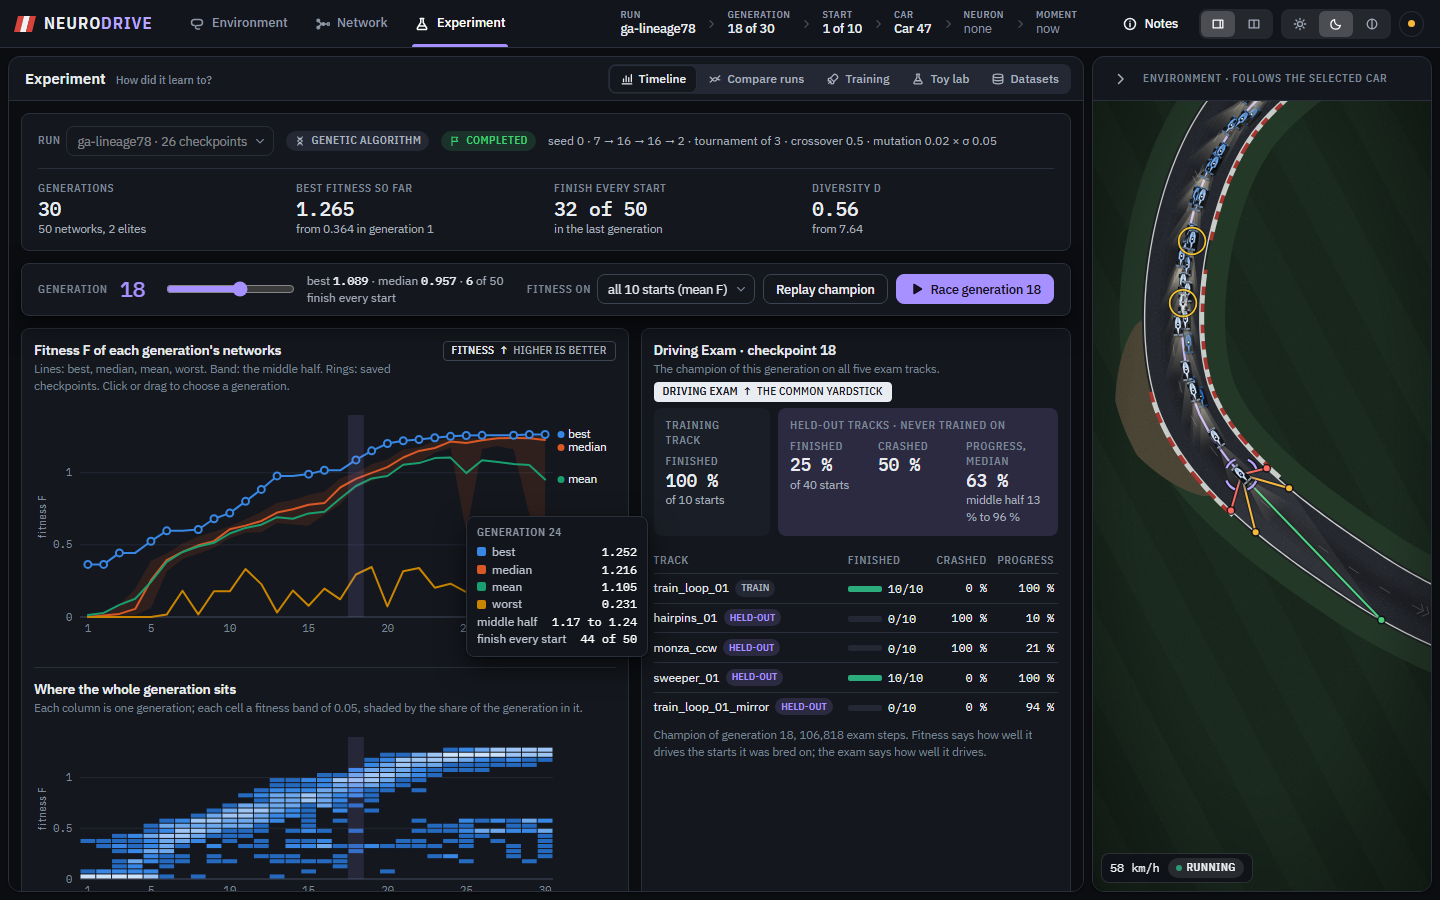 NEURODRIVE
Environment
Network
Experiment
RUN
ga-lineage78
GENERATION
18 of 30
START
1 of 10
CAR
Car 47
NEURON
none
MOMENT
now
Notes
Experiment How did it learn to?
Timeline
Compare runs
Training
Toy lab
Datasets
ENVIRONMENT · FOLLOWS THE SELECTED CAR
RUN ga-lineage78 · 26 checkpoints GENETIC ALGORITHM COMPLETED seed 0 · 7 → 16 → 16 → 2 · tournament of 3 · crossover 0.5 · mutation 0.02 × σ 0.05
GENERATIONS
30
50 networks, 2 elites
BEST FITNESS SO FAR
1.265
from 0.364 in generation 1
FINISH EVERY START
32 of 50
in the last generation
DIVERSITY D
0.56
from 7.64
GENERATION 18
best 1.089 · median 0.957 · 6 of 50
finish every start
FITNESS ON all 10 starts (mean F)
Replay champion
Race generation 18
Fitness F of each generation's networks
FITNESS ↑ HIGHER IS BETTER
Lines: best, median, mean, worst. Band: the middle half. Rings: saved
checkpoints. Click or drag to choose a generation.
best
median
mean
fitness F
1
0.5
0
1 5 10 15 20 2
GENERATION 24
best 1.252
median 1.216
mean 1.105
worst 0.231
middle half 1.17 to 1.24
finish every start 44 of 50
Where the whole generation sits
Each column is one generation; each cell a fitness band of 0.05, shaded by the share of the generation in it.
fitness F
1
0.5
0
1 5 10 15 20 25 30
Driving Exam · checkpoint 18
The champion of this generation on all five exam tracks.
DRIVING EXAM ↑ THE COMMON YARDSTICK
TRAINING
TRACK
FINISHED
100 %
of 10 starts
HELD-OUT TRACKS · NEVER TRAINED ON
FINISHED
25 %
of 40 starts
CRASHED
50 %
PROGRESS,
MEDIAN
63 %
middle half 13
% to 96 %
TRACK FINISHED CRASHED PROGRESS
train_loop_01 TRAIN 10/10 0 % 100 %
hairpins_01 HELD-OUT 0/10 100 % 10 %
monza_ccw HELD-OUT 0/10 100 % 21 %
sweeper_01 HELD-OUT 10/10 0 % 100 %
train_loop_01_mirror HELD-OUT 0/10 0 % 94 %
Champion of generation 18, 106,818 exam steps. Fitness says how well it
drives the starts it was bred on; the exam says how well it drives.
58 km/h RUNNING